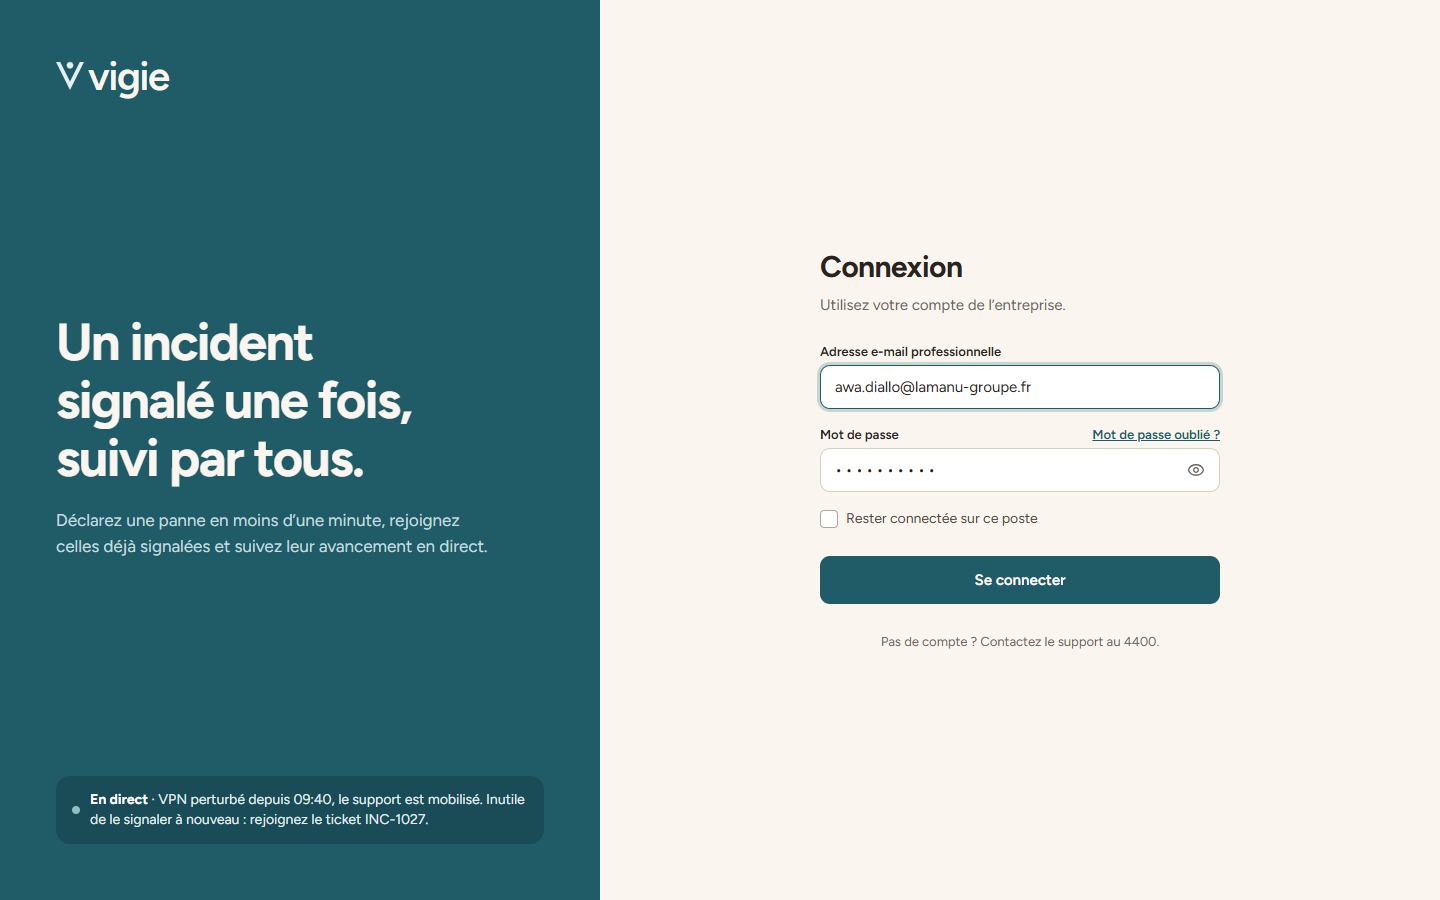 vigie
Un incident
signalé une fois,
suivi par tous.
Déclarez une panne en moins d’une minute, rejoignez
celles déjà signalées et suivez leur avancement en direct.
En direct · VPN perturbé depuis 09:40, le support est mobilisé. Inutile
de le signaler à nouveau : rejoignez le ticket INC-1027.
Connexion
Utilisez votre compte de l’entreprise.
Adresse e-mail professionnelle
awa.diallo@lamanu-groupe.fr
Mot de passe
Mot de passe oublié ?
••••••••••
Rester connectée sur ce poste
Se connecter
Pas de compte ? Contactez le support au 4400.